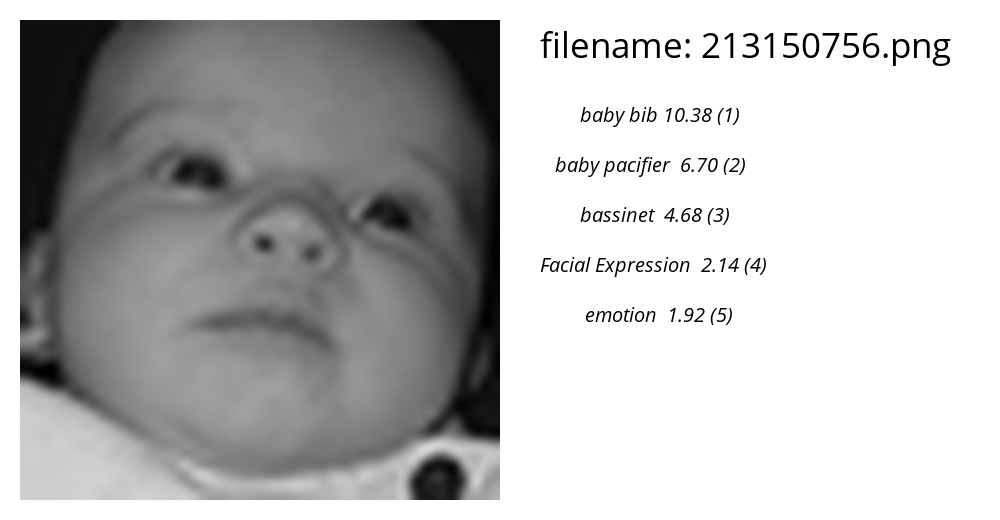 filename: 213150756.png
baby bib 10.38 (1)
baby pacifier 6.70 (2)
bassinet 4.68 (3)
Facial Expression 2.14 (4)
emotion 1.92 (5)